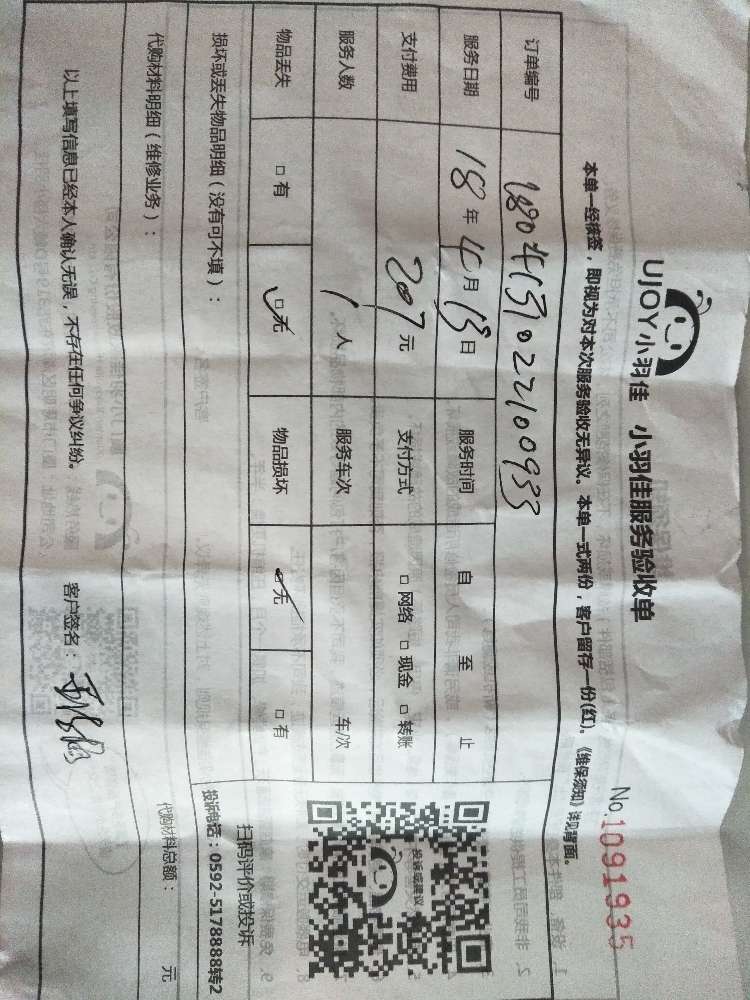 UJOY小羽佳 小羽佳服务验收单
No.1091935
本单一经核签，即视为对本次服务验收无异议。本单一式两份，客户留存一份(红)。《维保须知》详见背面。
订单编号
服务日期 18年4月15日 服务时间 自 至 止
支付费用 207元 支付方式 □网络 □现金 □转账
服务人数 1人 服务车次 车/次
物品丢失 □有 □无 物品损坏 □无 □有
损坏或丢失物品明细（没有可不填）：
投诉或建议
扫码评价或投诉
投诉电话：0592-5178888转2
代购材料明细（维修业务）： 代购材料总额： 元
以上填写信息已经本人确认无误，不存在任何争议纠纷。 客户签名：